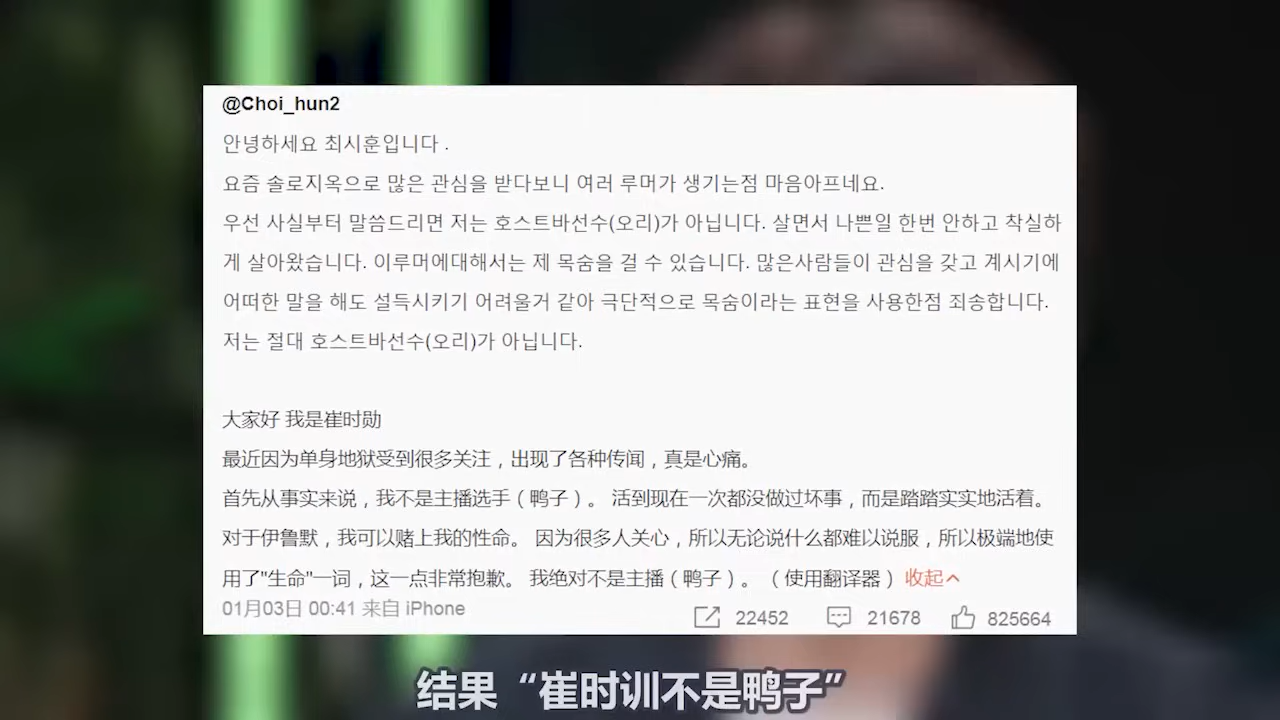 @Choi_hun2
안녕하세요 최시훈입니다 .
요즘 솔로지옥으로 많은 관심을 받다보니 여러 루머가 생기는점 마음아프네요.
우선 사실부터 말씀드리면 저는 호스트바선수(오리)가 아닙니다. 살면서 나쁜일 한번 안하고 착실하
게 살아왔습니다. 이루머에대해서는 제 목숨을 걸 수 있습니다. 많은사람들이 관심을 갖고 계시기에
어떠한 말을 해도 설득시키기 어려울거 같아 극단적으로 목숨이라는 표현을 사용한점 죄송합니다.
저는 절대 호스트바선수(오리)가 아닙니다.
大家好 我是崔时勋
最近因为单身地狱受到很多关注，出现了各种传闻，真是心痛。
首先从事实来说，我不是主播选手（鸭子）。 活到现在一次都没做过坏事，而是踏踏实实地活着。
对于伊鲁默，我可以赌上我的性命。 因为很多人关心，所以无论说什么都难以说服，所以极端地使
用了"生命"一词，这一点非常抱歉。 我绝对不是主播（鸭子）。（使用翻译器）收起
01月03日 00:41 来自 iPhone
22452 21678 825664
结果“崔时训不是鸭子”